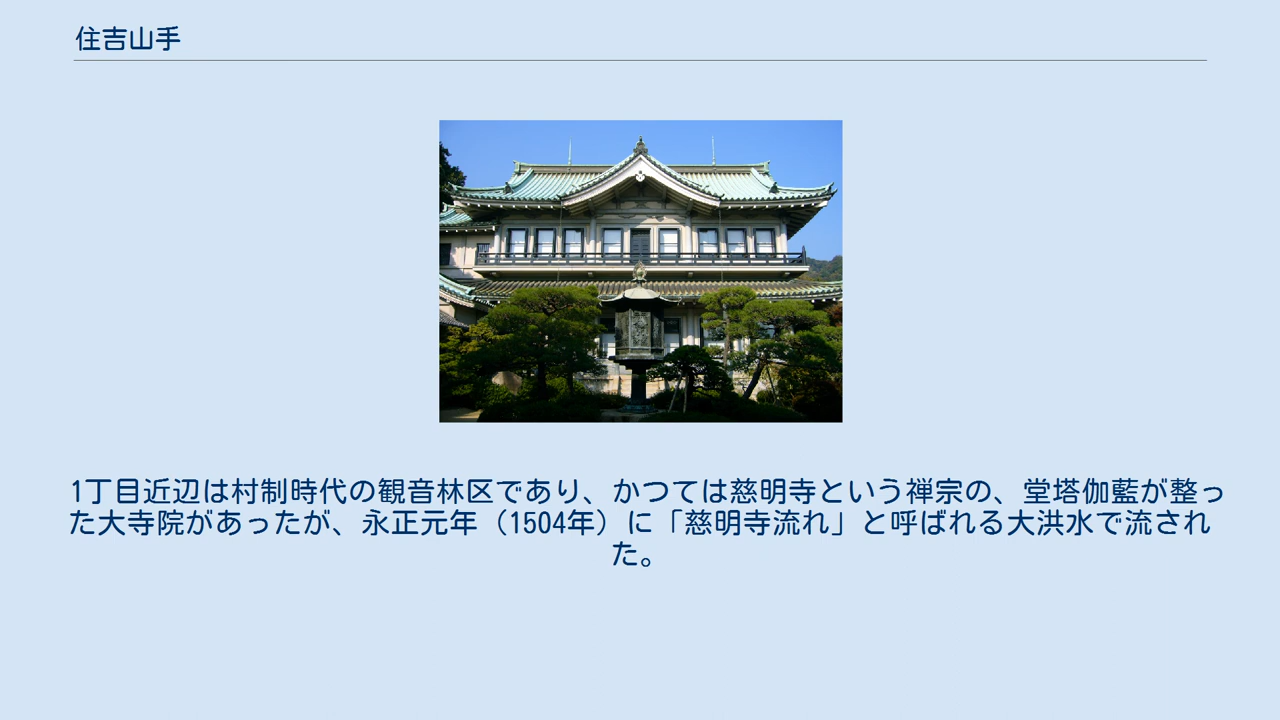 住吉山手
1丁目近辺は村制時代の観音林区であり、かつては慈明寺という禅宗の、堂塔伽藍が整っ
た大寺院があったが、永正元年（1504年）に「慈明寺流れ」と呼ばれる大洪水で流され
た。